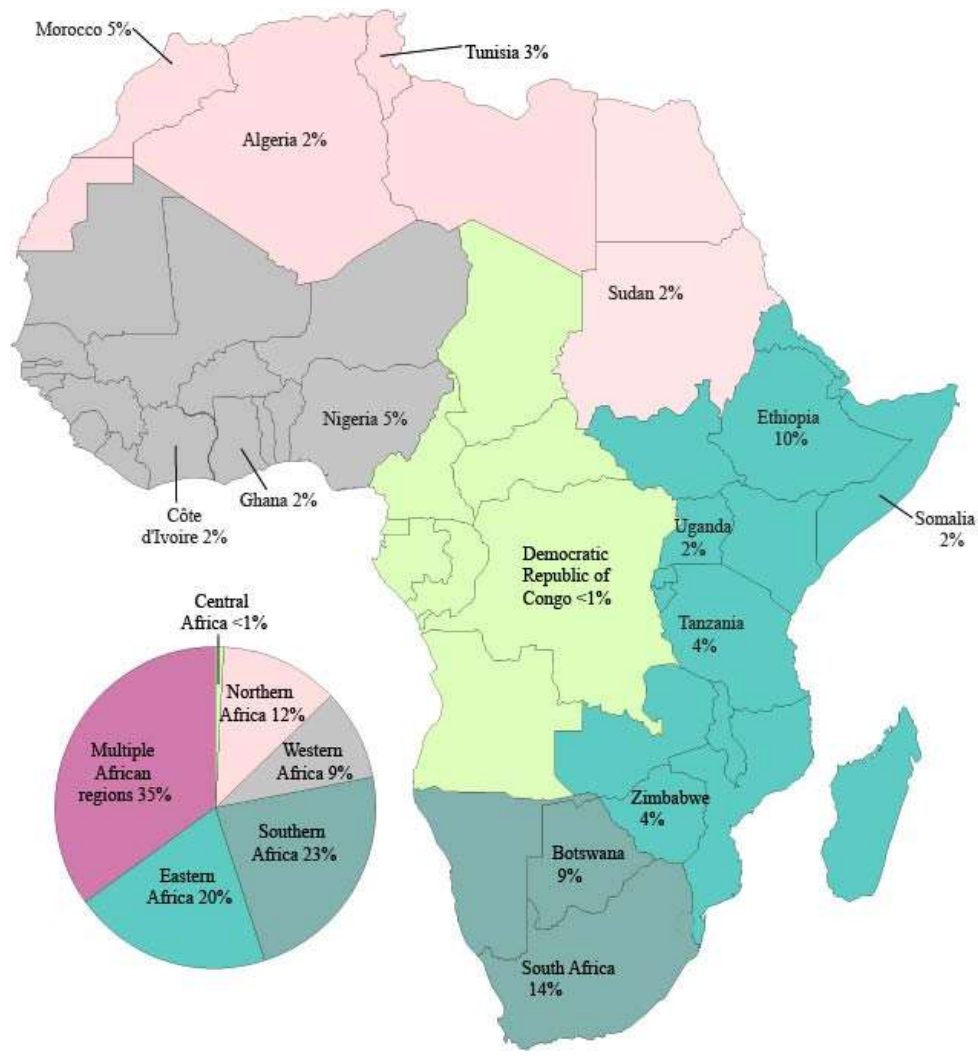 Morocco 5%
Tunisia 3%
Algeria 2%
Sudan 2%
Nigeria 5%
Ethiopia
10%
Ghana 2%
Côte
d'Ivoire 2%
Somalia
2%
Uganda
2%
Democratic
Republic of
Congo <1%
Tanzania
4%
Zimbabwe
4%
Botswana
9%
South Africa
14%
Central
Africa <1%
Northern
Africa 12%
Western
Africa 9%
Southern
Africa 23%
Eastern
Africa 20%
Multiple
African
regions 35%